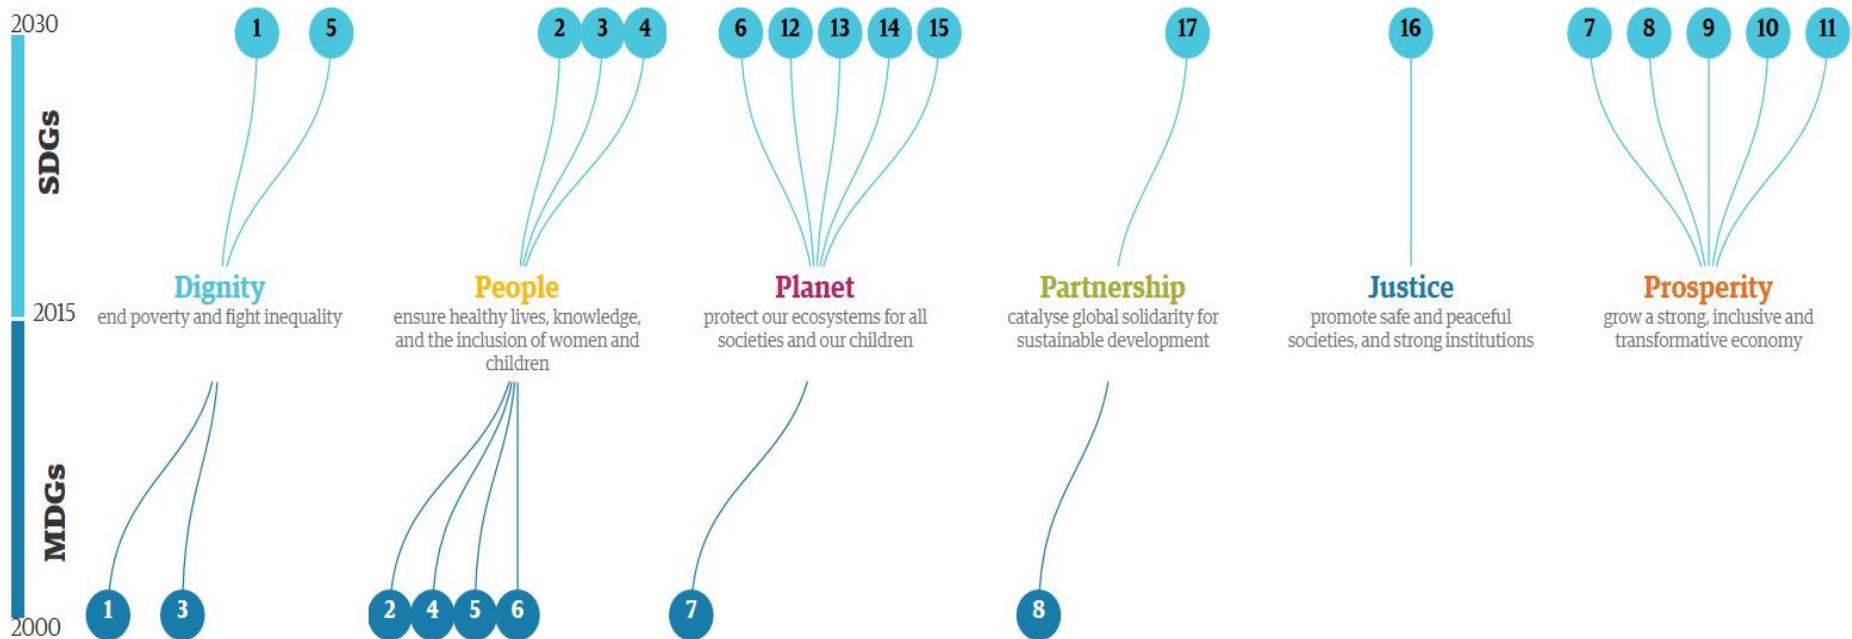 2030
1 5 2 3 4 6 12 13 14 15 17 16 7 8 9 10 11
SDGs
Dignity
end poverty and fight inequality
People
ensure healthy lives, knowledge,
and the inclusion of women and
children
Planet
protect our ecosystems for all
societies and our children
Partnership
catalyse global solidarity for
sustainable development
Justice
promote safe and peaceful
societies, and strong institutions
Prosperity
grow a strong, inclusive and
transformative economy
2015
MDGs
1 3 2 4 5 6 7 8
2000